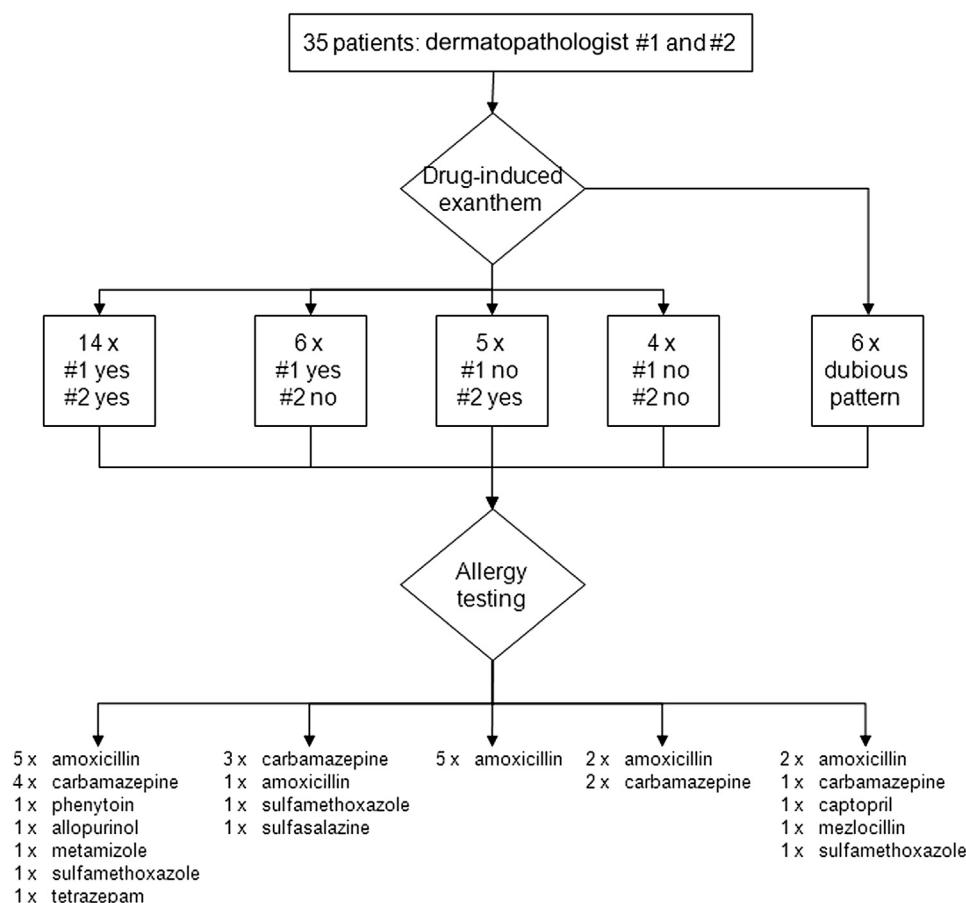 35 patients: dermatopathologist #1 and #2
Drug-induced
exanthem
14 x
#1 yes
#2 yes
6 x
#1 yes
#2 no
5 x
#1 no
#2 yes
4 x
#1 no
#2 no
6 x
dubious
pattern
Allergy
testing
5 x amoxicillin
4 x carbamazepine
1 x phenytoin
1 x allopurinol
1 x metamizole
1 x sulfamethoxazole
1 x tetrazepam
3 x carbamazepine
1 x amoxicillin
1 x sulfamethoxazole
1 x sulfasalazine
5 x amoxicillin
2 x amoxicillin
2 x carbamazepine
2 x amoxicillin
1 x carbamazepine
1 x captopril
1 x mezlocillin
1 x sulfamethoxazole